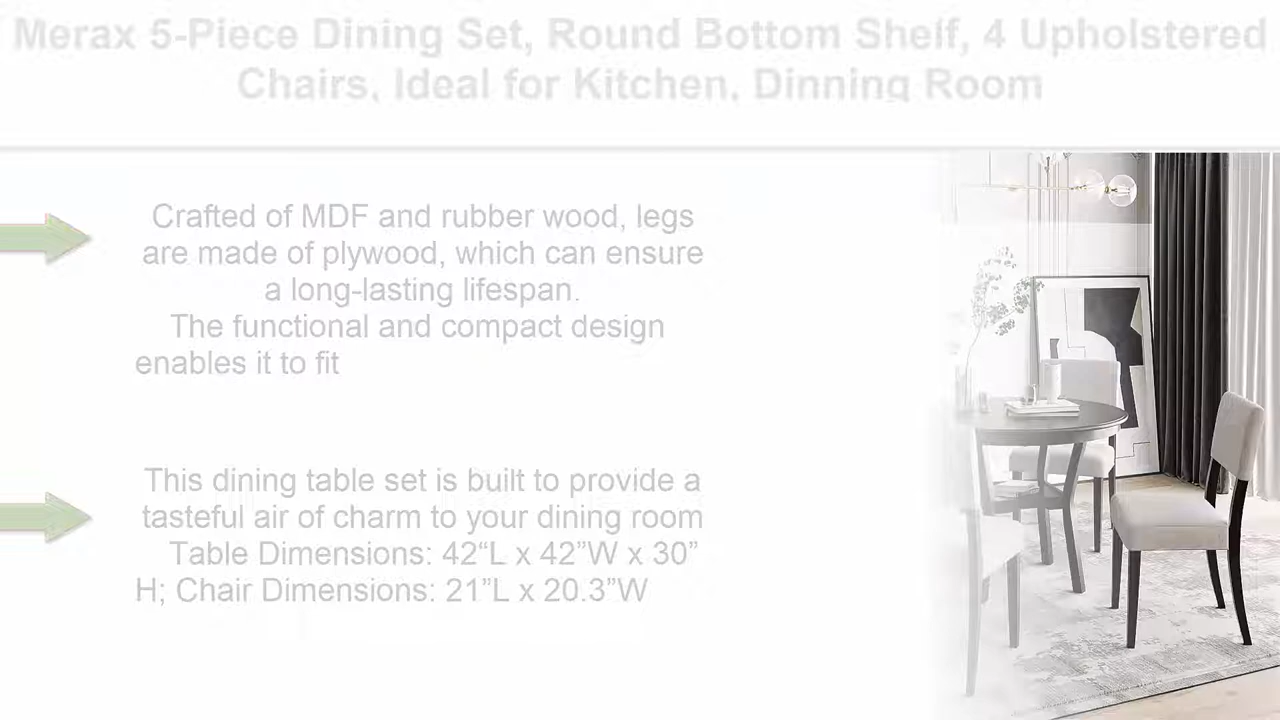 Merax 5-Piece Dining Set, Round Bottom Shelf, 4 Upholstered
Chairs, Ideal for Kitchen, Dinning Room
Crafted of MDF and rubber wood, legs
are made of plywood, which can ensure
a long-lasting lifespan.
The functional and compact design
enables it to fit
This dining table set is built to provide a
tasteful air of charm to your dining room
Table Dimensions: 42“L x 42”W x 30”
H; Chair Dimensions: 21”L x 20.3”W